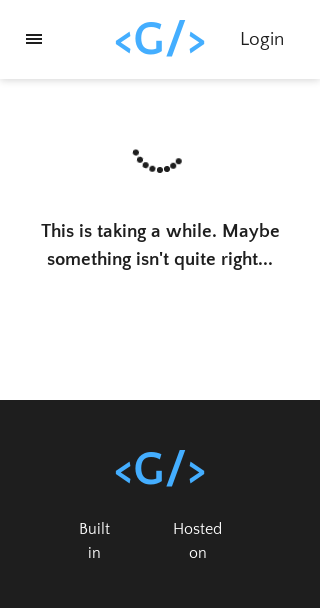 <G/>
Login
This is taking a while. Maybe
something isn't quite right...
<G/>
Built
in
Hosted
on